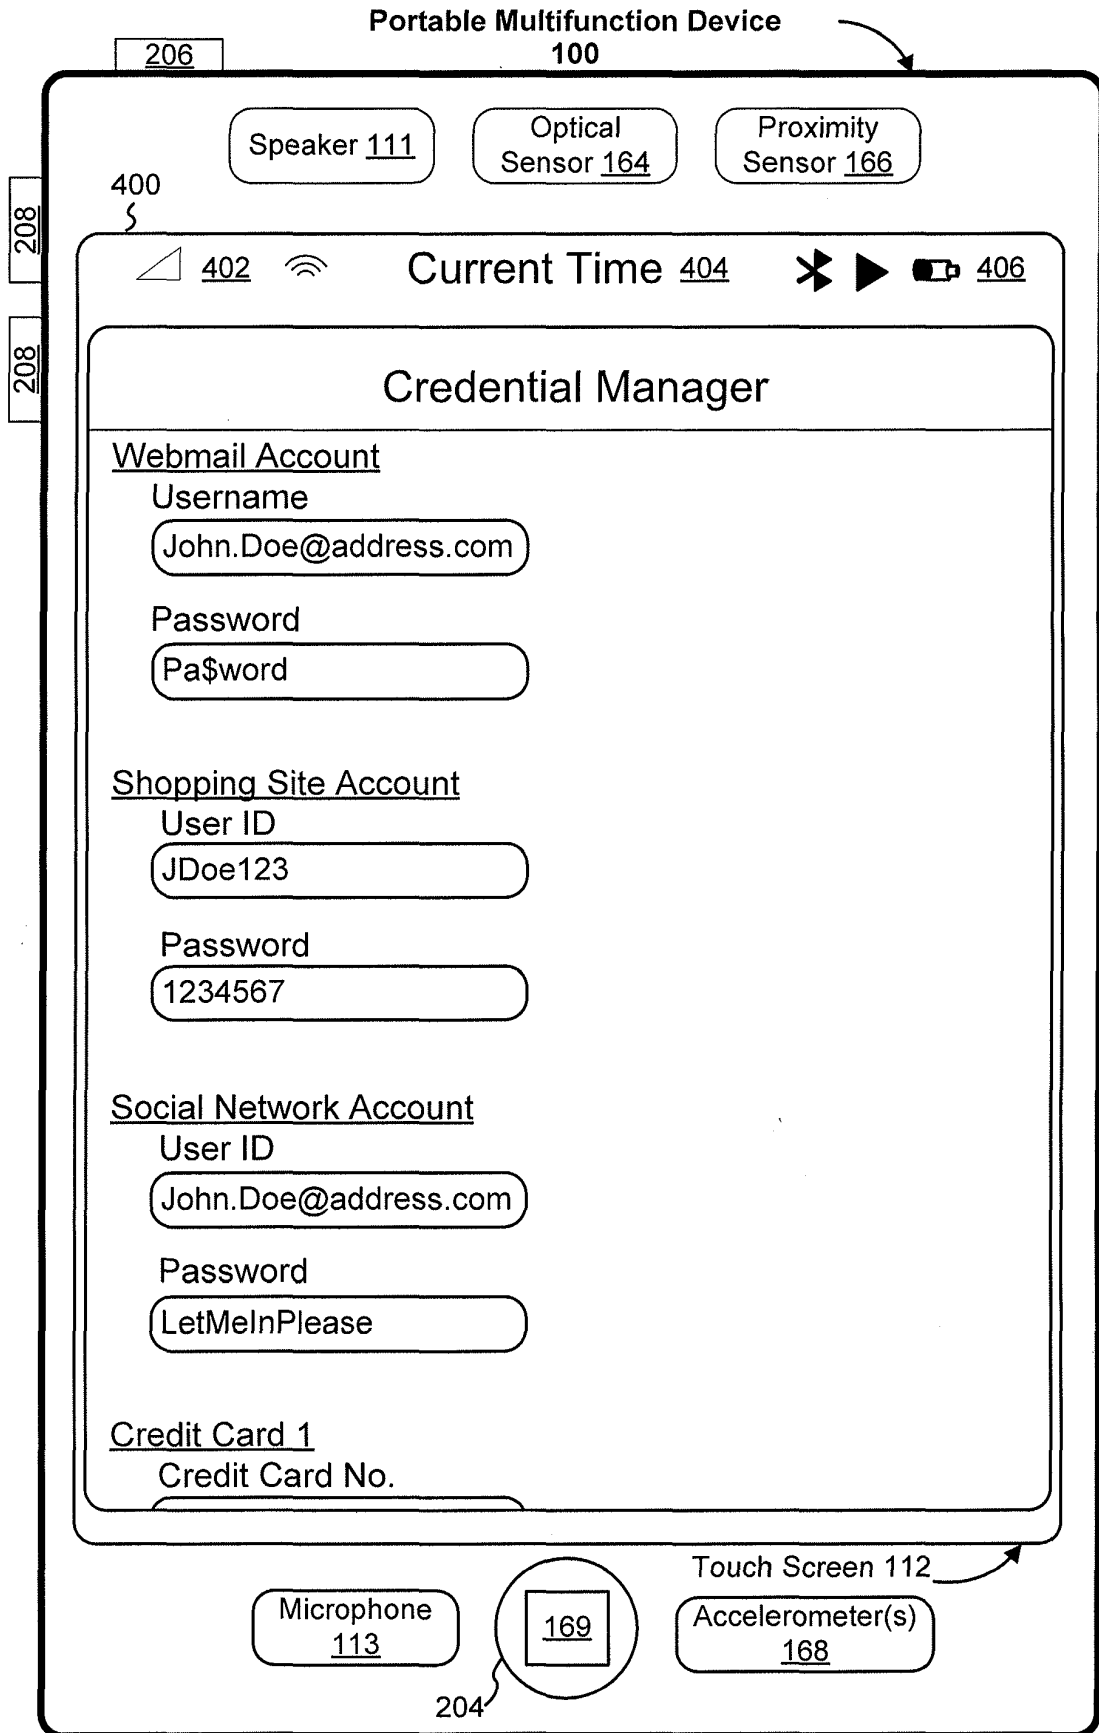 Portable Multifunction Device
100
206
Speaker 111
Optical
Sensor 164
Proximity
Sensor 166
400
208
208
402
Current Time 404
406
Credential Manager
Webmail Account
Username
John.Doe@address.com
Password
Pa$word
Shopping Site Account
User ID
JDoe123
Password
1234567
Social Network Account
User ID
John.Doe@address.com
Password
LetMeInPlease
Credit Card 1
Credit Card No.
Touch Screen 112
Microphone
113
169
Accelerometer(s)
168
204